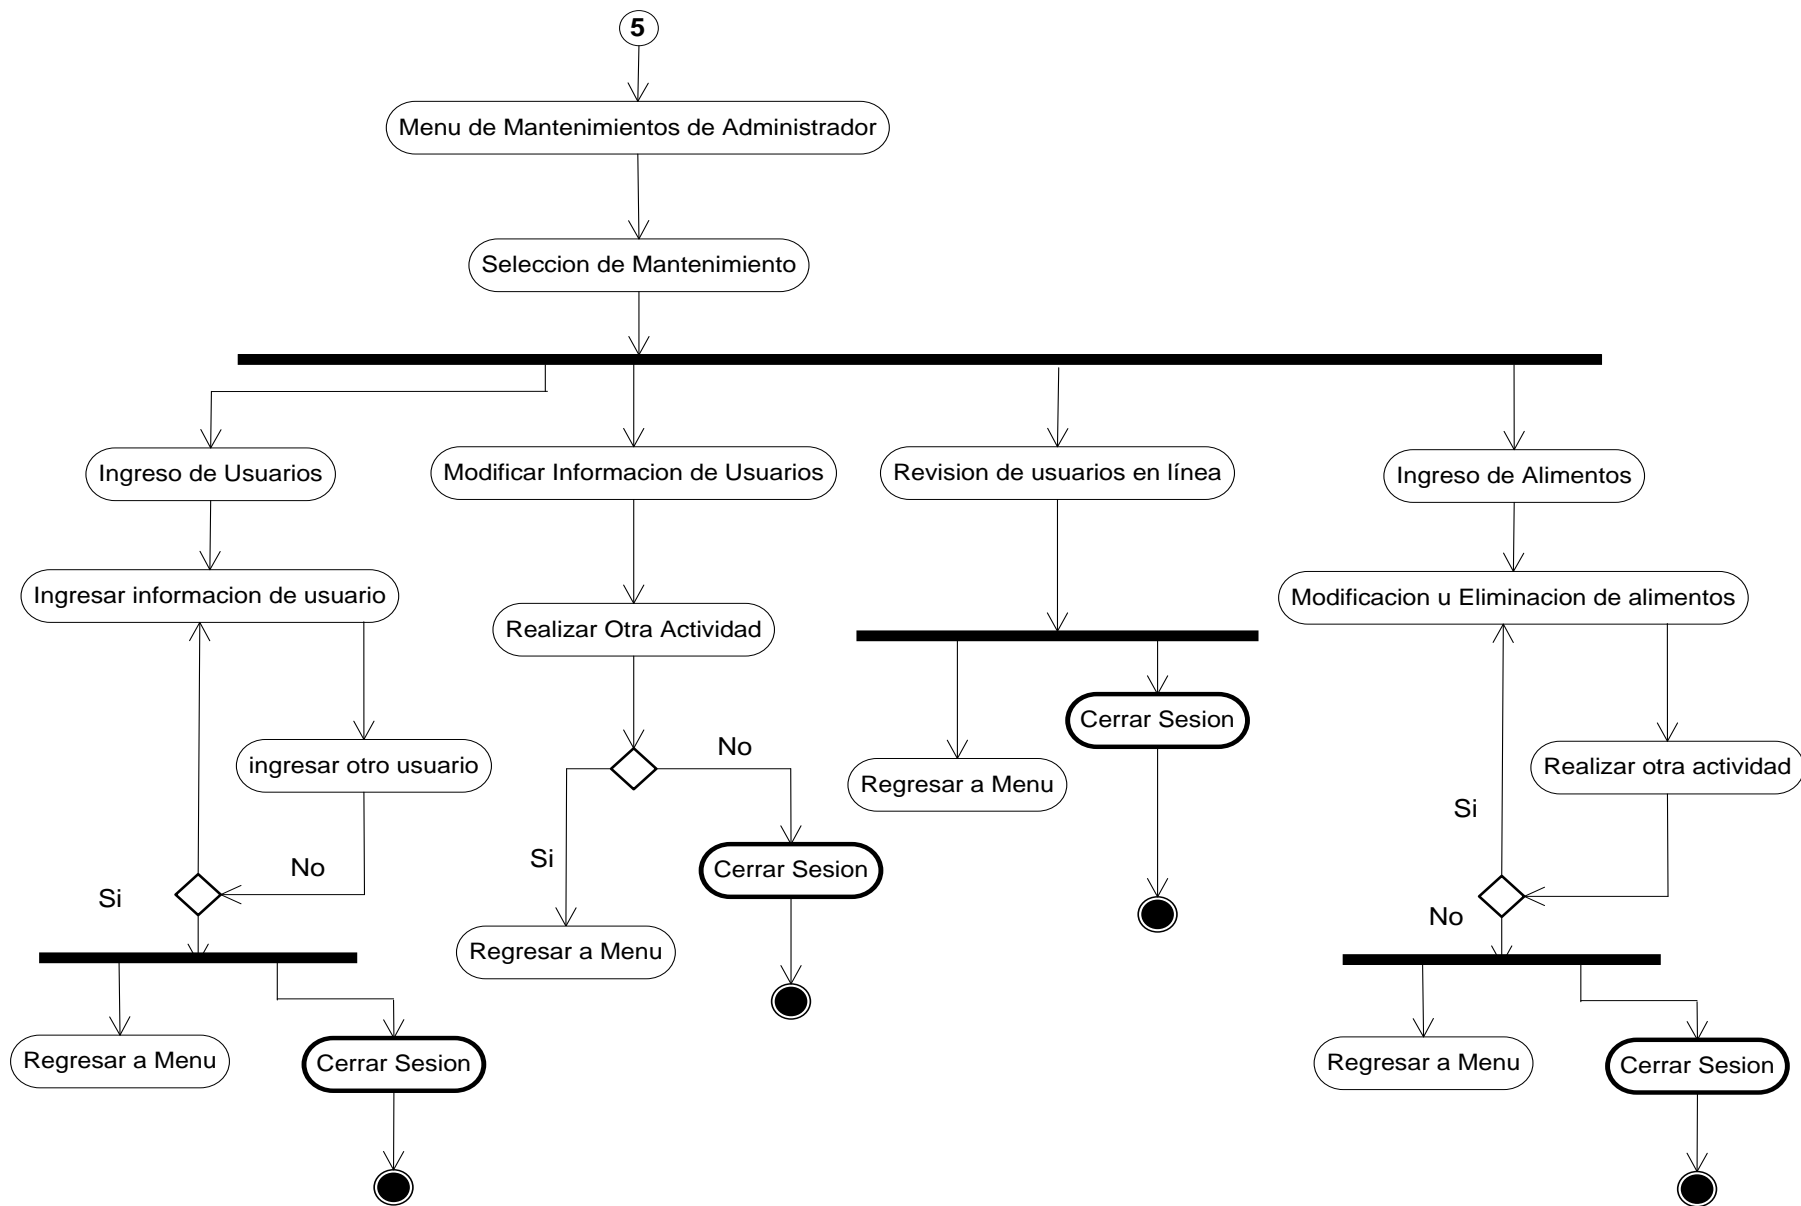 5
Menu de Mantenimientos de Administrador
Seleccion de Mantenimiento
Ingreso de Usuarios
Modificar Informacion de Usuarios
Revision de usuarios en línea
Ingreso de Alimentos
Ingresar informacion de usuario
Realizar Otra Actividad
Modificacion u Eliminacion de alimentos
Cerrar Sesion
ingresar otro usuario
No
Regresar a Menu
Realizar otra actividad
Si
Si
Cerrar Sesion
No
Si
No
Regresar a Menu
Regresar a Menu
Cerrar Sesion
Regresar a Menu
Cerrar Sesion